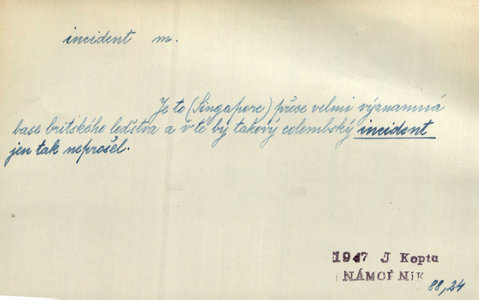 incident m.
Je to (Singapore) přece velmi významná
base britského loďstva a v té by takový colombský incident
jen tak neprošel.
1947 J Kopta
NÁMOŘNÍK
88,24